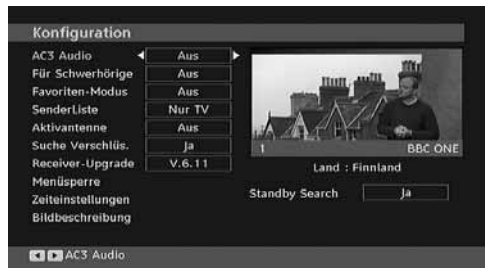 Konfiguration
AC3 Audio Aus
Für Schwerhörige Aus
Favoriten-Modus Aus
SenderListe Nur TV
Aktivantenne Aus
Suche Verschlüs. Ja
Receiver-Upgrade V.6.11
Menüsperre
Zeiteinstellungen
Bildbeschreibung
1 BBC ONE
Land : Finnland
Standby Search Ja
AC3 Audio